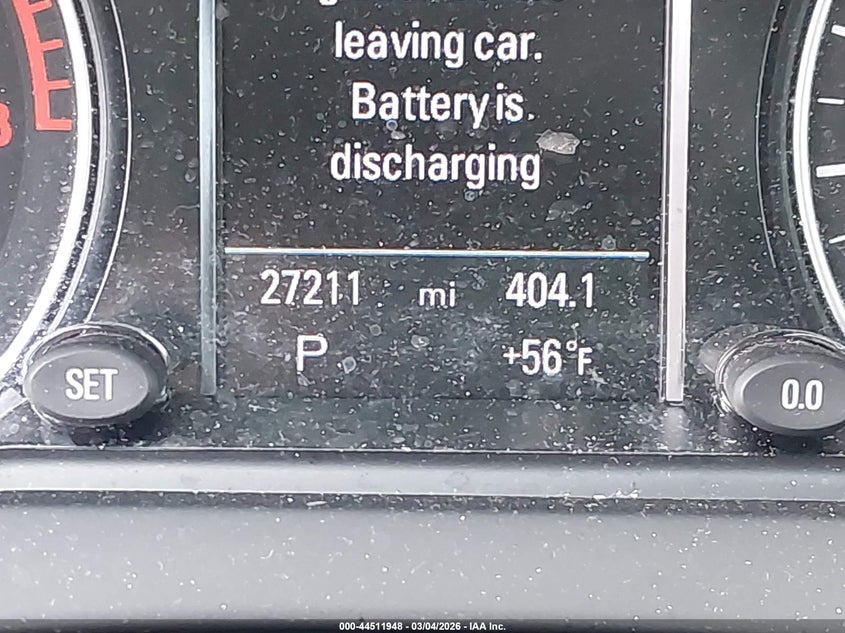 leaving car.
Battery is.
discharging
27211 mi 404.1
P +56°F
SET
0.0
000-44511948 - 03/04/2026 - IAA Inc.